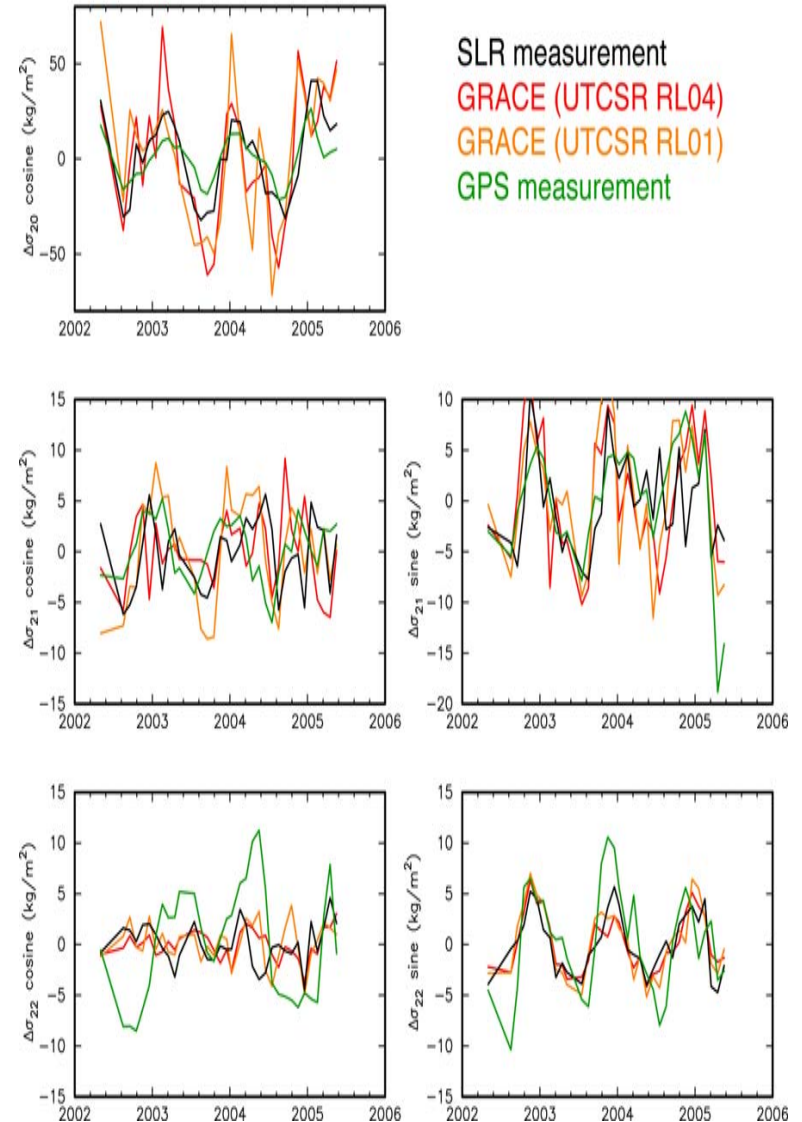 SLR measurement
GRACE (UTCSR RL04)
GRACE (UTCSR RL01)
GPS measurement
Δσ20 cosine (kg/m²)
50
0
−50
2002 2003 2004 2005 2006
Δσ21 cosine (kg/m²)
15
10
5
0
−5
−10
−15
2002 2003 2004 2005 2006
Δσ21 sine (kg/m²)
10
5
0
−5
−10
−15
−20
2002 2003 2004 2005 2006
Δσ22 cosine (kg/m²)
15
10
5
0
−5
−10
−15
2002 2003 2004 2005 2006
Δσ22 sine (kg/m²)
15
10
5
0
−5
−10
−15
2002 2003 2004 2005 2006